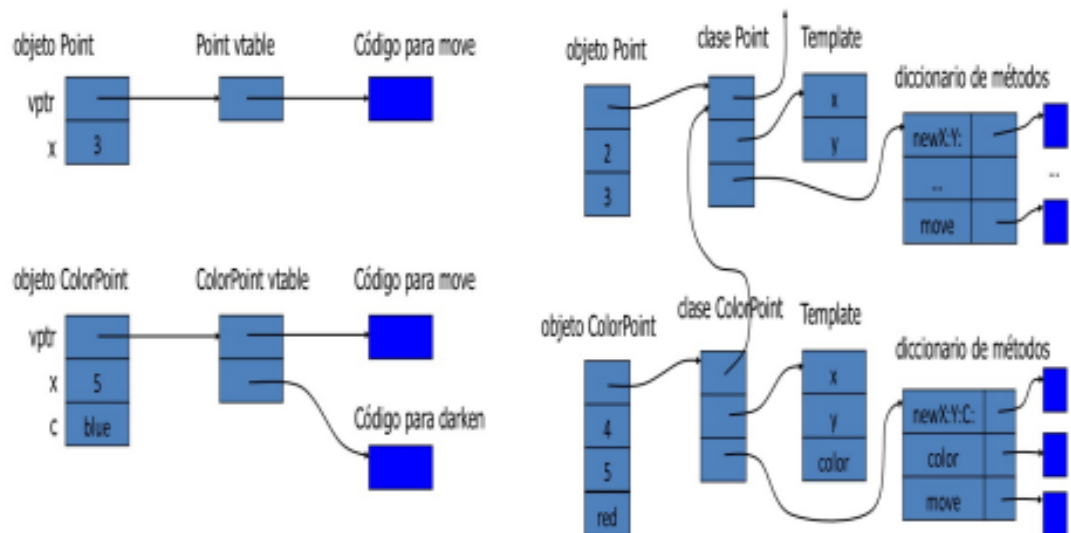 objeto Point
Point vtable
Código para move
vptr
x
3
objeto ColorPoint
ColorPoint vtable
Código para move
vptr
x
5
c
blue
Código para darken
objeto Point
clase Point
Template
diccionario de métodos
2
3
x
y
newX:Y:
...
move
...
objeto ColorPoint
clase ColorPoint
Template
diccionario de métodos
4
5
red
x
y
color
newX:Y:C:
color
move